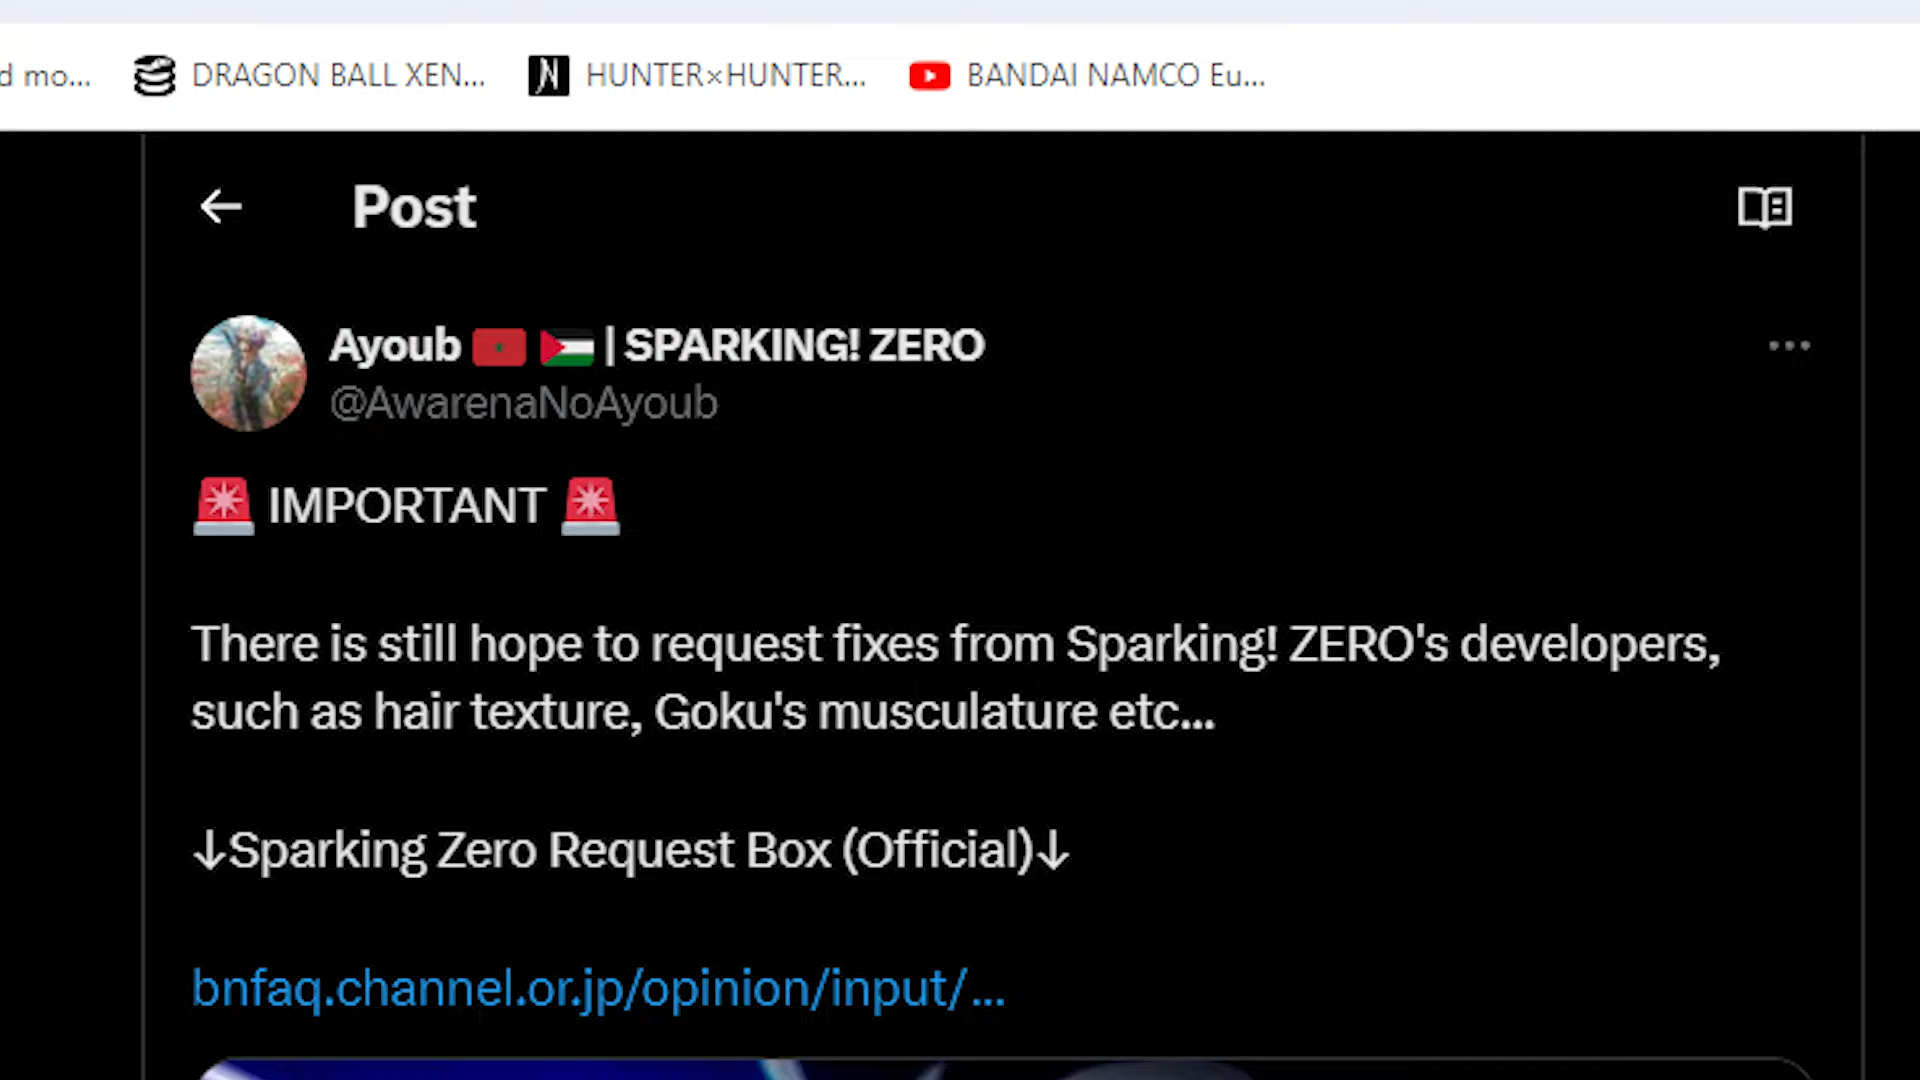 d mo...
DRAGON BALL XEN...
HUNTER×HUNTER...
BANDAI NAMCO Eu...
Post
Ayoub 🇲🇦 🇵🇸 | SPARKING! ZERO
@AwarenaNoAyoub
🚨 IMPORTANT 🚨
There is still hope to request fixes from Sparking! ZERO's developers,
such as hair texture, Goku's musculature etc...
↓Sparking Zero Request Box (Official)↓
bnfaq.channel.or.jp/opinion/input/...